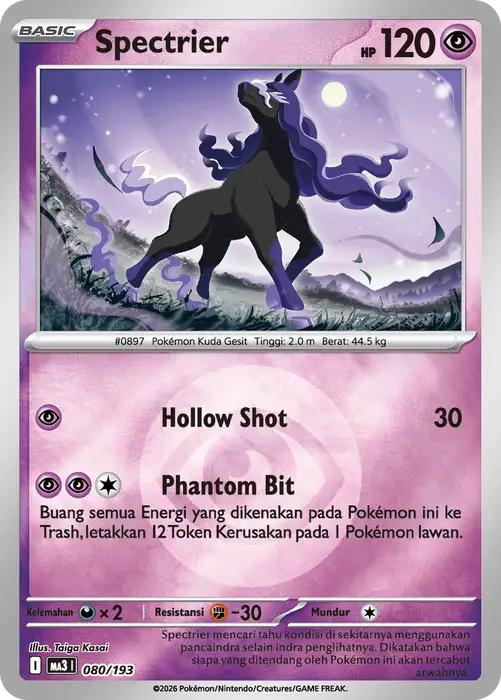 BASIC
Spectrier
HP 120
#0897 Pokémon Kuda Gesit Tinggi: 2.0 m Berat: 44.5 kg
Hollow Shot 30
Phantom Bit
Buang semua Energi yang dikenakan pada Pokémon ini ke
Trash, letakkan 12 Token Kerusakan pada 1 Pokémon lawan.
Kelemahan ×2 Resistansi -30 Mundur
Illus. Taiga Kasai
I MA3 I 080/193
Spectrier mencari tahu kondisi di sekitarnya menggunakan
pancaindra selain indra penglihatnya. Dikatakan bahwa
siapa yang ditendang oleh Pokémon ini akan tercabut
arwahnya.
©2026 Pokémon/Nintendo/Creatures/GAME FREAK.